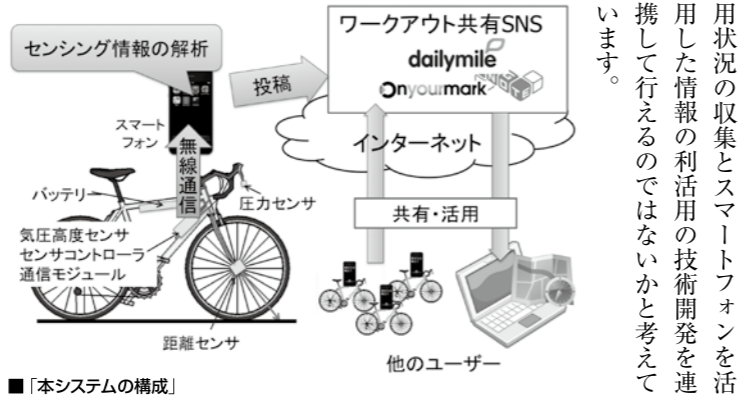 用状況の収集とスマートフォンを活
用した情報の利活用の技術開発を連
携して行えるのではないかと考えて
います。
センシング情報の解析
スマート
フォン
無線通信
バッテリー
気圧高度センサ
センサコントローラ
通信モジュール
圧力センサ
距離センサ
投稿
ワークアウト共有SNS
dailymile
Onyourmark
インターネット
共有・活用
他のユーザー
■「本システムの構成」